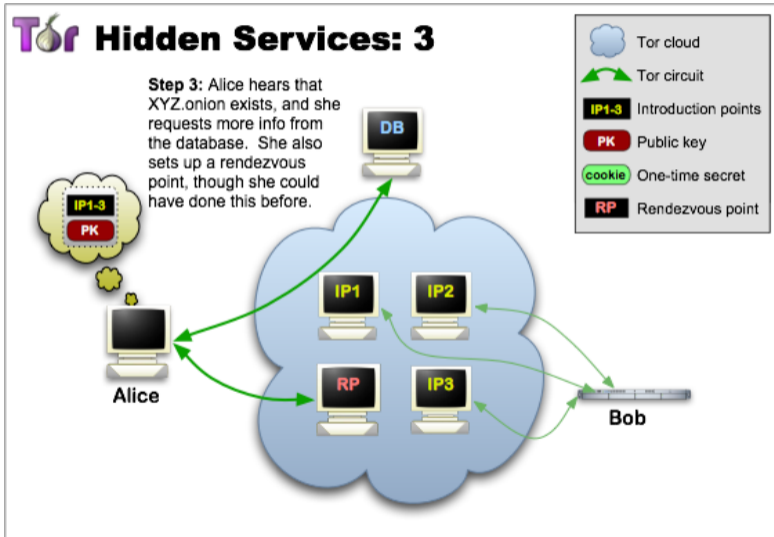 Tor Hidden Services: 3
Step 3: Alice hears that
XYZ.onion exists, and she
requests more info from
the database. She also
sets up a rendezvous
point, though she could
have done this before.
Tor cloud
Tor circuit
IP1-3 Introduction points
PK Public key
cookie One-time secret
RP Rendezvous point
DB
IP1-3
PK
IP1
IP2
RP
IP3
Alice
Bob